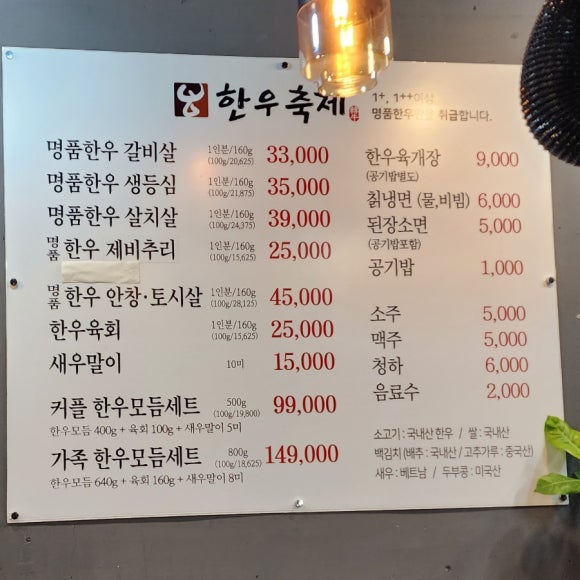 한우축제
1+, 1++이상
명품한우 취급합니다.
명품한우 갈비살 1인분/160g (100g/20,625) 33,000
명품한우 생등심 1인분/160g (100g/21,875) 35,000
명품한우 살치살 1인분/160g (100g/24,375) 39,000
명품 한우 제비추리 1인분/160g (100g/15,625) 25,000
명품 한우 안창·토시살 1인분/160g (100g/28,125) 45,000
한우육회 1인분/160g (100g/15,625) 25,000
새우말이 10미 15,000
커플 한우모듬세트 500g (100g/19,800) 99,000
한우모듬 400g + 육회 100g + 새우말이 5미
가족 한우모듬세트 800g (100g/18,625) 149,000
한우모듬 640g + 육회 160g + 새우말이 8미
한우육개장 9,000
(공기밥별도)
칡냉면 (물,비빔) 6,000
된장소면 5,000
(공기밥포함)
공기밥 1,000
소주 5,000
맥주 5,000
청하 6,000
음료수 2,000
소고기 : 국내산 한우 / 쌀 : 국내산
백김치 (배추 : 국내산 / 고추가루 : 중국산)
새우 : 베트남 / 두부콩 : 미국산